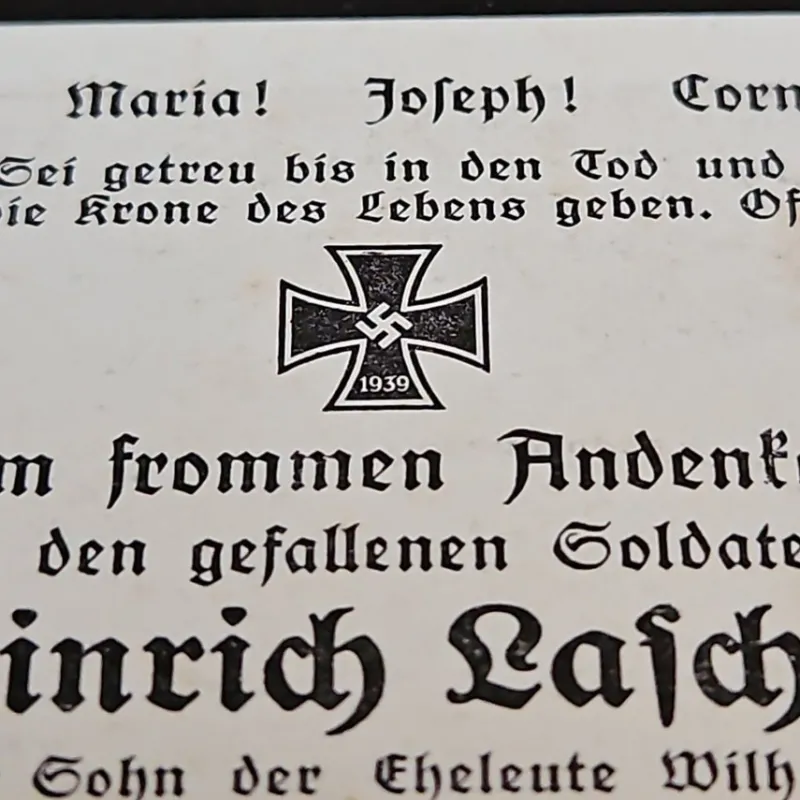 Maria! Joseph! Corn
Sei getreu bis in den Tod und
die Krone des Lebens geben. Of
1939
m frommen Andenk
den gefallenen Soldate
inrich Lasch
Sohn der Eheleute Wilh